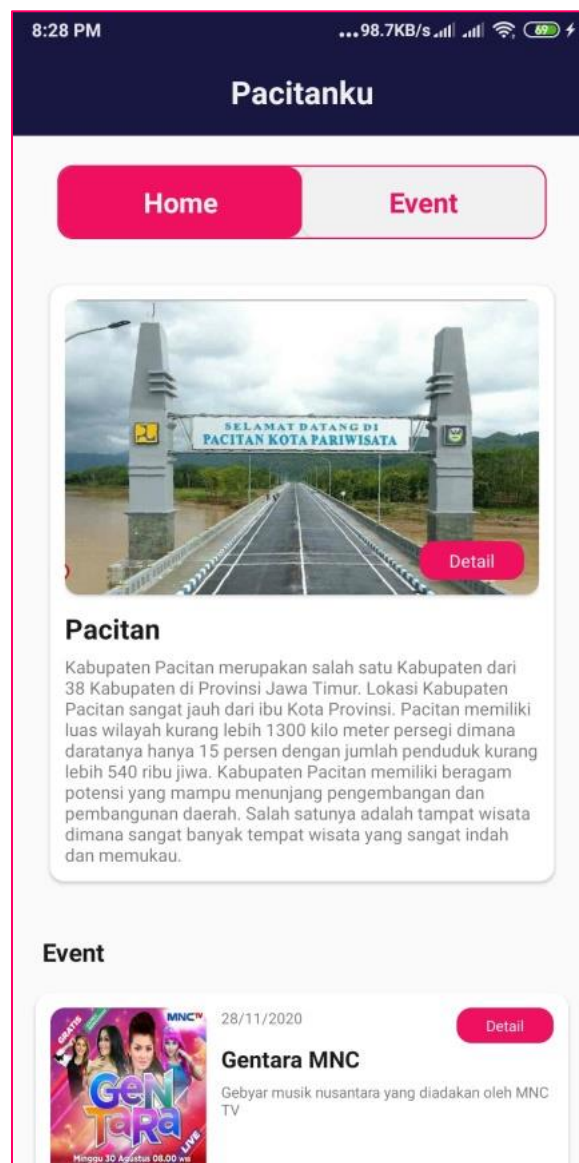 8:28 PM
...98.7KB/s
69
Pacitanku
Home
Event
SELAMAT DATANG DI
PACITAN KOTA PARIWISATA
Detail
Pacitan
Kabupaten Pacitan merupakan salah satu Kabupaten dari
38 Kabupaten di Provinsi Jawa Timur. Lokasi Kabupaten
Pacitan sangat jauh dari ibu Kota Provinsi. Pacitan memiliki
luas wilayah kurang lebih 1300 kilo meter persegi dimana
daratanya hanya 15 persen dengan jumlah penduduk kurang
lebih 540 ribu jiwa. Kabupaten Pacitan memiliki beragam
potensi yang mampu menunjang pengembangan dan
pembangunan daerah. Salah satunya adalah tampat wisata
dimana sangat banyak tempat wisata yang sangat indah
dan memukau.
Event
GRATIS
MNCTV
GENTARA
LIVE
Minggu 30 Agustus 08.00 WIB
28/11/2020
Detail
Gentara MNC
Gebyar musik nusantara yang diadakan oleh MNC
TV